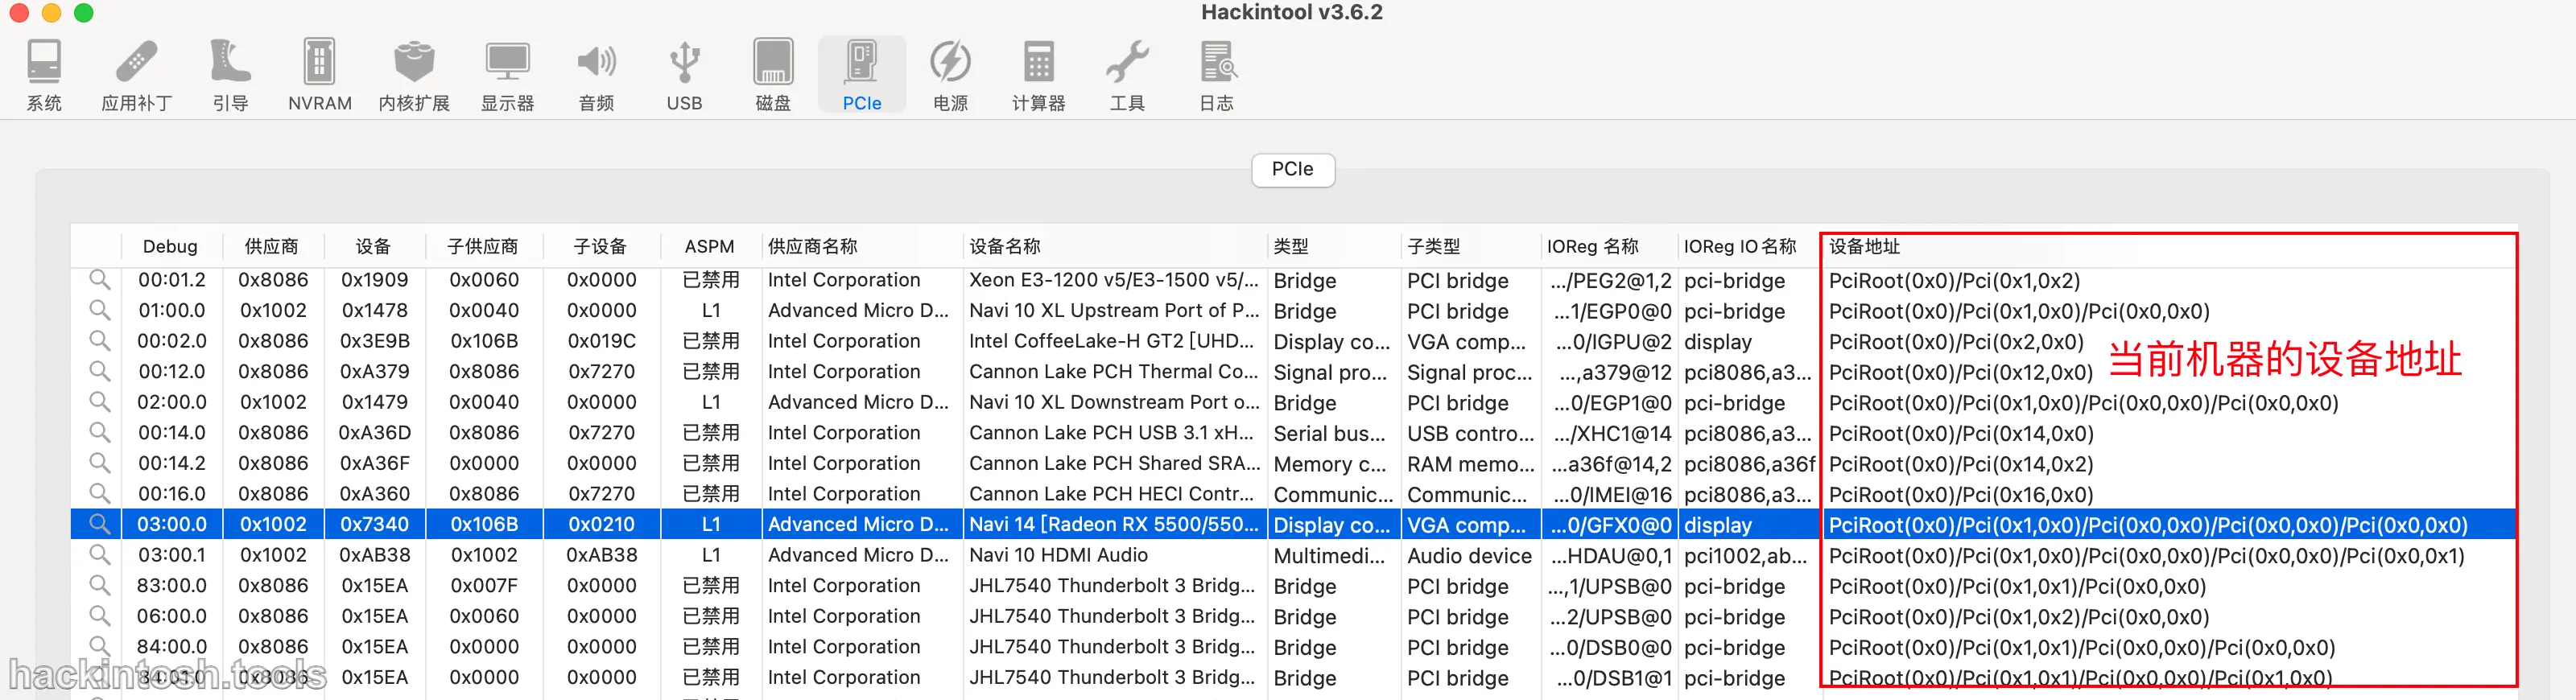 Hackintool v3.6.2
系统 应用补丁 引导 NVRAM 内核扩展 显示器 音频 USB 磁盘 PCIe 电源 计算器 工具 日志
PCIe
Debug 供应商 设备 子供应商 子设备 ASPM 供应商名称 设备名称 类型 子类型 IOReg 名称 IOReg IO 名称 设备地址
00:01.2 0x8086 0x1909 0x0060 0x0000 已禁用 Intel Corporation Xeon E3-1200 v5/E3-1500 v5/... Bridge PCI bridge .../PEG2@1,2 pci-bridge PciRoot(0x0)/Pci(0x1,0x2)
01:00.0 0x1002 0x1478 0x0040 0x0000 L1 Advanced Micro D... Navi 10 XL Upstream Port of P... Bridge PCI bridge ...1/EGP0@0 pci-bridge PciRoot(0x0)/Pci(0x1,0x0)/Pci(0x0,0x0)
00:02.0 0x8086 0x3E9B 0x106B 0x019C 已禁用 Intel Corporation Intel CoffeeLake-H GT2 [UHD... Display co... VGA comp... ...0/IGPU@2 display PciRoot(0x0)/Pci(0x2,0x0)
当前机器的设备地址
00:12.0 0x8086 0xA379 0x8086 0x7270 已禁用 Intel Corporation Cannon Lake PCH Thermal Co... Signal pro... Signal proc... ...,a379@12 pci8086,a3... PciRoot(0x0)/Pci(0x12,0x0)
02:00.0 0x1002 0x1479 0x0040 0x0000 L1 Advanced Micro D... Navi 10 XL Downstream Port o... Bridge PCI bridge ...0/EGP1@0 pci-bridge PciRoot(0x0)/Pci(0x1,0x0)/Pci(0x0,0x0)/Pci(0x0,0x0)
00:14.0 0x8086 0xA36D 0x8086 0x7270 已禁用 Intel Corporation Cannon Lake PCH USB 3.1 xH... Serial bus... USB contro... .../XHC1@14 pci8086,a3... PciRoot(0x0)/Pci(0x14,0x0)
00:14.2 0x8086 0xA36F 0x0000 0x0000 已禁用 Intel Corporation Cannon Lake PCH Shared SRA... Memory c... RAM memo... ...a36f@14,2 pci8086,a36f PciRoot(0x0)/Pci(0x14,0x2)
00:16.0 0x8086 0xA360 0x8086 0x7270 已禁用 Intel Corporation Cannon Lake PCH HECI Contr... Communic... Communic... ...0/IMEI@16 pci8086,a3... PciRoot(0x0)/Pci(0x16,0x0)
03:00.0 0x1002 0x7340 0x106B 0x0210 L1 Advanced Micro D... Navi 14 [Radeon RX 5500/550... Display co... VGA comp... ...0/GFX0@0 display PciRoot(0x0)/Pci(0x1,0x0)/Pci(0x0,0x0)/Pci(0x0,0x0)/Pci(0x0,0x0)
03:00.1 0x1002 0xAB38 0x1002 0xAB38 L1 Advanced Micro D... Navi 10 HDMI Audio Multimedi... Audio device ...HDAU@0,1 pci1002,ab... PciRoot(0x0)/Pci(0x1,0x0)/Pci(0x0,0x0)/Pci(0x0,0x0)/Pci(0x0,0x1)
83:00.0 0x8086 0x15EA 0x007F 0x0000 已禁用 Intel Corporation JHL7540 Thunderbolt 3 Bridg... Bridge PCI bridge ...,1/UPSB@0 pci-bridge PciRoot(0x0)/Pci(0x1,0x1)/Pci(0x0,0x0)
06:00.0 0x8086 0x15EA 0x0060 0x0000 已禁用 Intel Corporation JHL7540 Thunderbolt 3 Bridg... Bridge PCI bridge ...2/UPSB@0 pci-bridge PciRoot(0x0)/Pci(0x1,0x2)/Pci(0x0,0x0)
84:00.0 0x8086 0x15EA 0x0000 0x0000 已禁用 Intel Corporation JHL7540 Thunderbolt 3 Bridg... Bridge PCI bridge ...0/DSB0@0 pci-bridge PciRoot(0x0)/Pci(0x1,0x1)/Pci(0x0,0x0)/Pci(0x0,0x0)
84:01.0 0x8086 0x15EA 0x0000 0x0000 已禁用 Intel Corporation JHL7540 Thunderbolt 3 Bridg... Bridge PCI bridge ...0/DSB1@1 pci-bridge PciRoot(0x0)/Pci(0x1,0x1)/Pci(0x0,0x0)/Pci(0x1,0x0)
hackintosh.tools